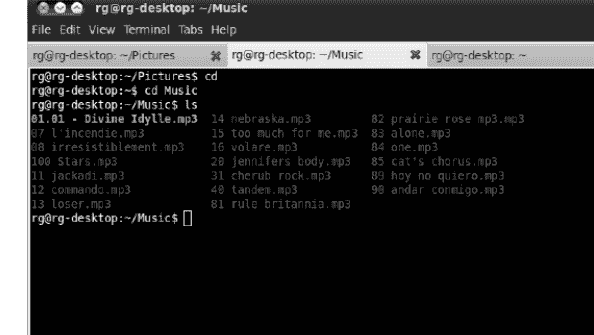 rg@rg-desktop: ~/Music
File Edit View Terminal Tabs Help
rg@rg-desktop: ~/Pictures rg@rg-desktop: ~/Music rg@rg-desktop: ~
rg@rg-desktop:~/Pictures$ cd
rg@rg-desktop:~$ cd Music
rg@rg-desktop:~/Music$ ls
01.01 - Divine Idylle.mp3 14 nebraska.mp3 82 prairie rose mp3.mp3
07 l'incendie.mp3 15 too much for me.mp3 83 alone.mp3
08 irresistiblement.mp3 16 volare.mp3 84 one.mp3
100 Stars.mp3 20 jennifers body.mp3 85 cat's chorus.mp3
11 jackadi.mp3 31 cherub rock.mp3 89 hoy no quiero.mp3
12 commando.mp3 40 tandem.mp3 90 andar conmigo.mp3
13 loser.mp3 81 rule britannia.mp3
rg@rg-desktop:~/Music$